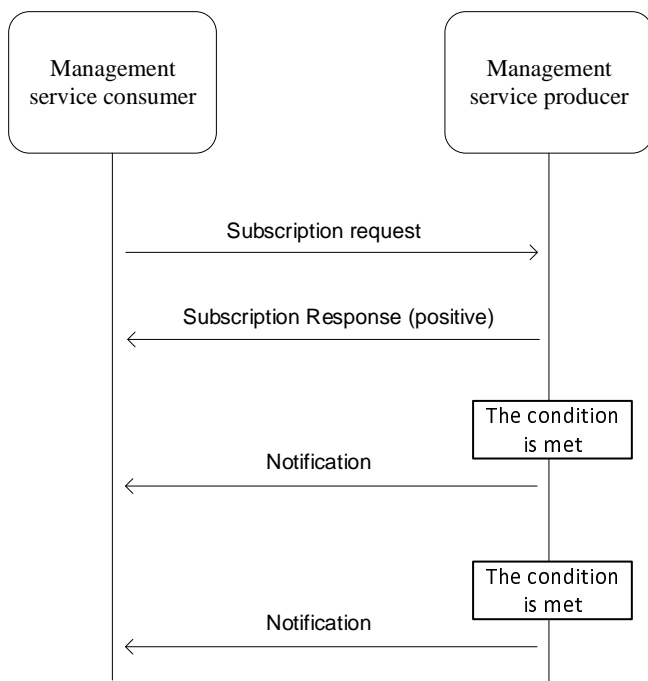 Management
service consumer
Management
service producer
Subscription request
Subscription Response (positive)
The condition
is met
Notification
The condition
is met
Notification